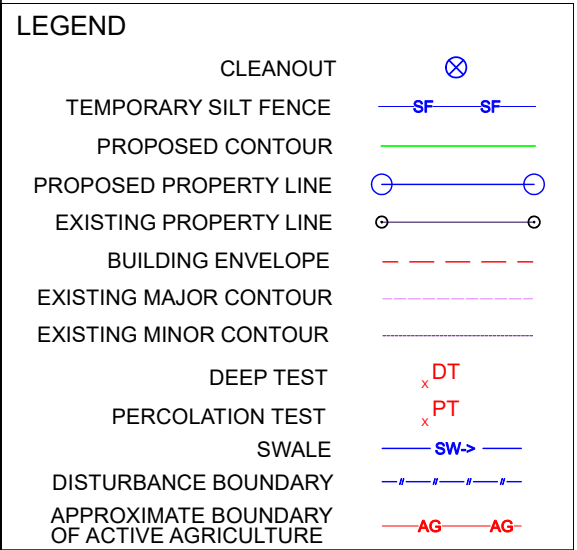 LEGEND
CLEANOUT
TEMPORARY SILT FENCE SF SF
PROPOSED CONTOUR
PROPOSED PROPERTY LINE
EXISTING PROPERTY LINE
BUILDING ENVELOPE
EXISTING MAJOR CONTOUR
EXISTING MINOR CONTOUR
DEEP TEST x DT
PERCOLATION TEST x PT
SWALE SW->
DISTURBANCE BOUNDARY // // // //
APPROXIMATE BOUNDARY
OF ACTIVE AGRICULTURE AG AG